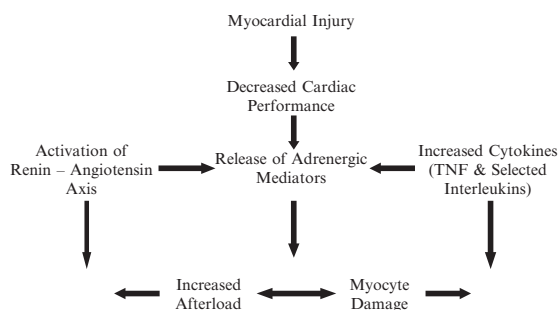 Myocardial Injury
Decreased Cardiac
Performance
Activation of
Renin – Angiotensin
Axis
Release of Adrenergic
Mediators
Increased Cytokines
(TNF & Selected
Interleukins)
Increased
Afterload
Myocyte
Damage